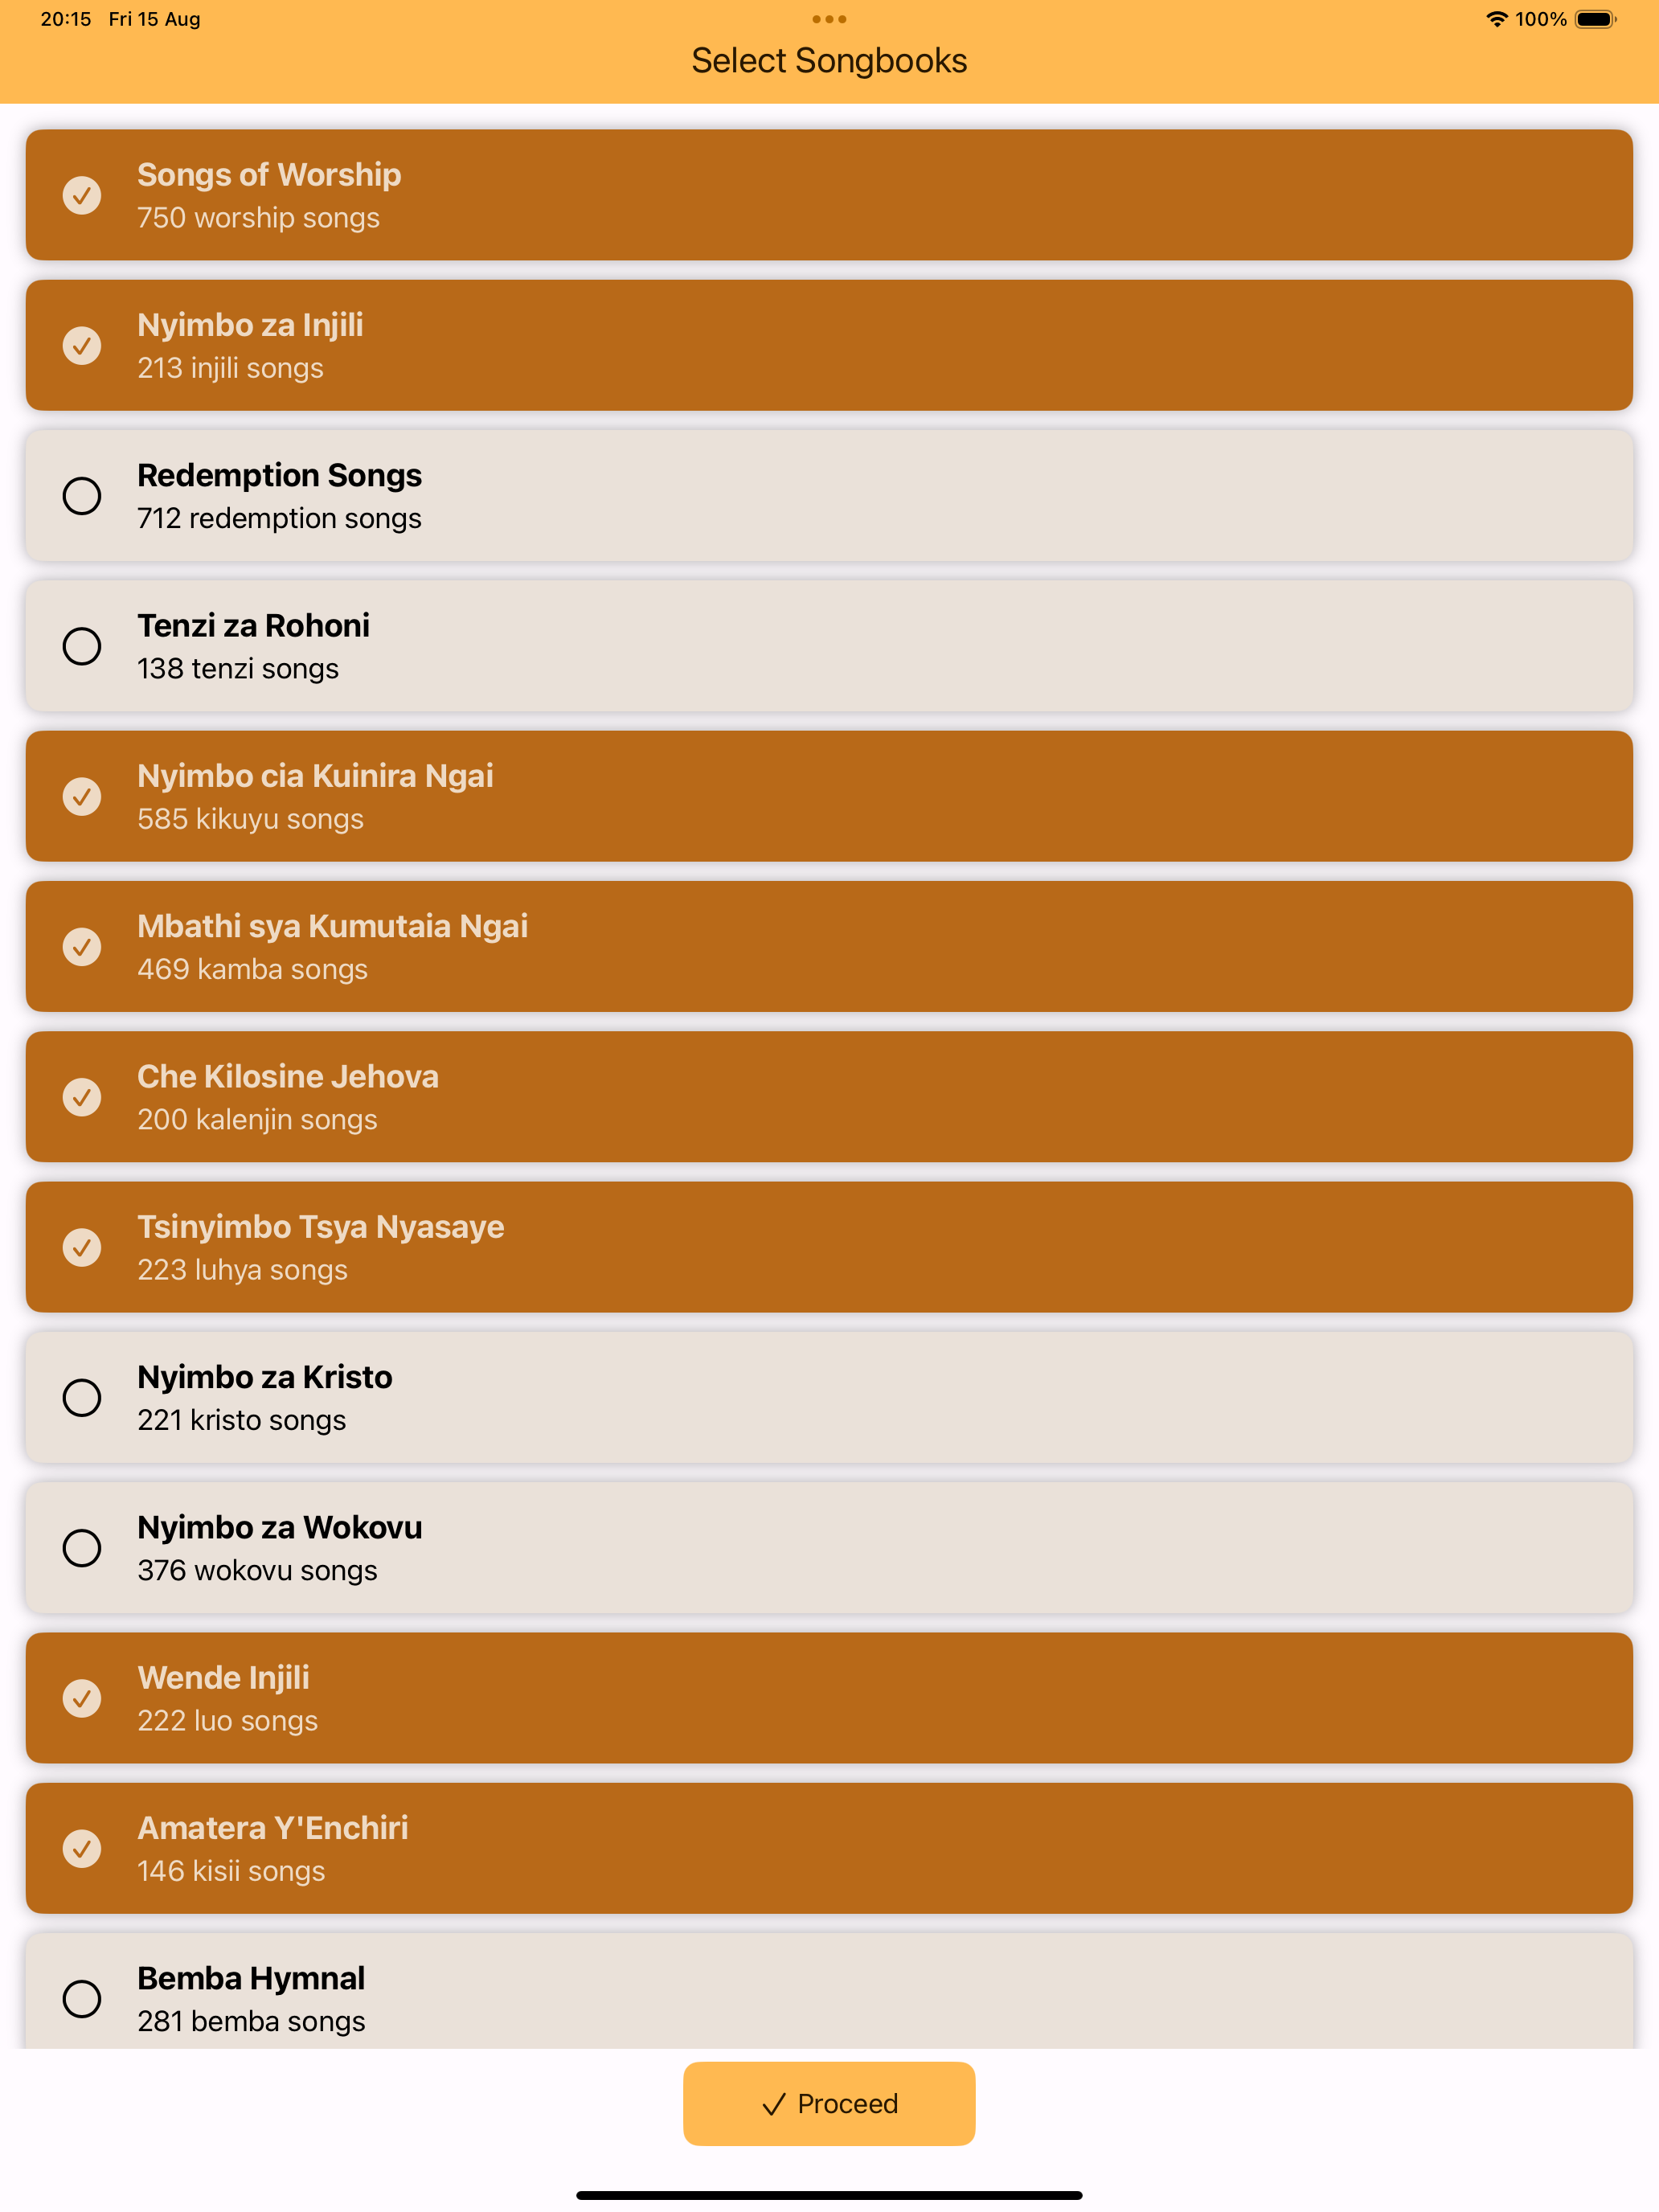 20:15 Fri 15 Aug
100%
Select Songbooks
Songs of Worship
750 worship songs
Nyimbo za Injili
213 injili songs
Redemption Songs
712 redemption songs
Tenzi za Rohoni
138 tenzi songs
Nyimbo cia Kuinira Ngai
585 kikuyu songs
Mbathi sya Kumutaia Ngai
469 kamba songs
Che Kilosine Jehova
200 kalenjin songs
Tsinyimbo Tsya Nyasaye
223 luhya songs
Nyimbo za Kristo
221 kristo songs
Nyimbo za Wokovu
376 wokovu songs
Wende Injili
222 luo songs
Amatera Y'Enchiri
146 kisii songs
Bemba Hymnal
281 bemba songs
Proceed